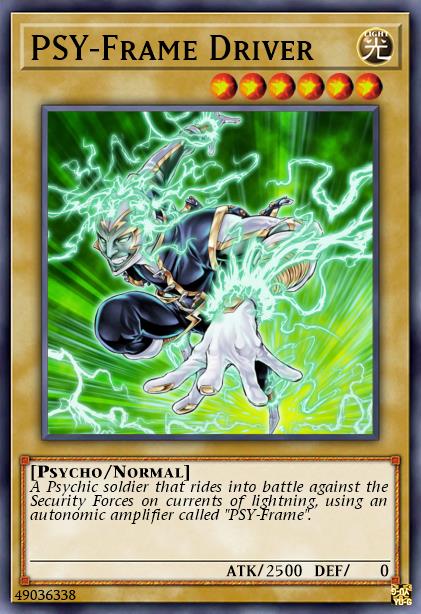 PSY-Frame Driver
LIGHT
光
[Psycho/Normal]
A Psychic soldier that rides into battle against the
Security Forces on currents of lightning, using an
autonomic amplifier called "PSY-Frame".
ATK/2500 DEF/ 0
49036338